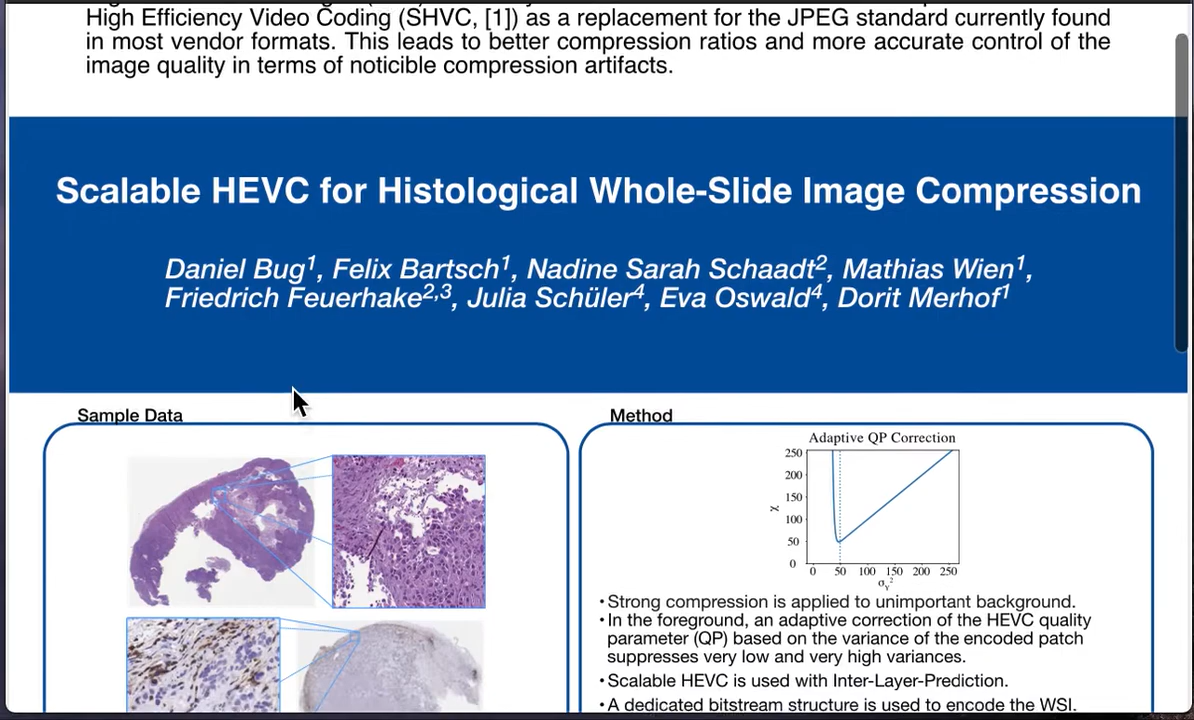 High Efficiency Video Coding (SHVC, [1]) as a replacement for the JPEG standard currently found
in most vendor formats. This leads to better compression ratios and more accurate control of the
image quality in terms of noticible compression artifacts.
Scalable HEVC for Histological Whole-Slide Image Compression
Daniel Bug¹, Felix Bartsch¹, Nadine Sarah Schaadt², Mathias Wien¹,
Friedrich Feuerhake²,³, Julia Schüler⁴, Eva Oswald⁴, Dorit Merhof¹
Sample Data
Method
Adaptive QP Correction
250
200
150
100
50
0
χ
0 50 100 150 200 250
σᵧ²
•Strong compression is applied to unimportant background.
•In the foreground, an adaptive correction of the HEVC quality
parameter (QP) based on the variance of the encoded patch
suppresses very low and very high variances.
•Scalable HEVC is used with Inter-Layer-Prediction.
•A dedicated bitstream structure is used to encode the WSI.